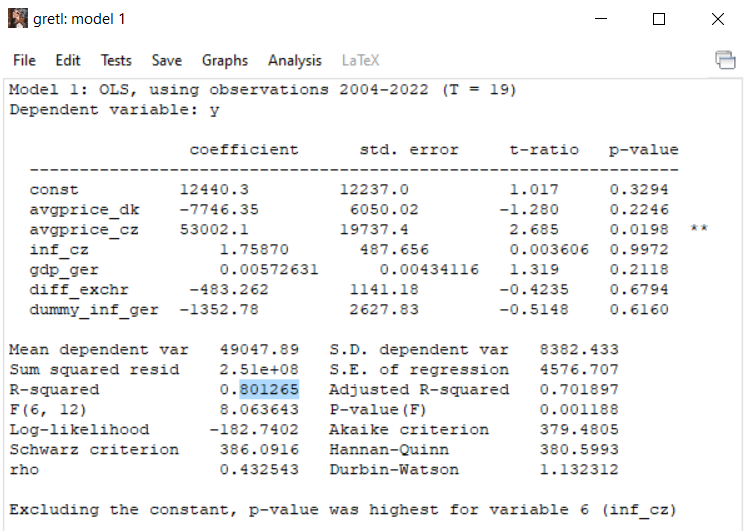 gretl: model 1
File Edit Tests Save Graphs Analysis LaTeX
Model 1: OLS, using observations 2004-2022 (T = 19)
Dependent variable: y
coefficient std. error t-ratio p-value
---------------------------------------------------------------
const 12440.3 12237.0 1.017 0.3294
avgprice_dk -7746.35 6050.02 -1.280 0.2246
avgprice_cz 53002.1 19737.4 2.685 0.0198 **
inf_cz 1.75870 487.656 0.003606 0.9972
gdp_ger 0.00572631 0.00434116 1.319 0.2118
diff_exchr -483.262 1141.18 -0.4235 0.6794
dummy_inf_ger -1352.78 2627.83 -0.5148 0.6160
Mean dependent var 49047.89 S.D. dependent var 8382.433
Sum squared resid 2.51e+08 S.E. of regression 4576.707
R-squared 0.801265 Adjusted R-squared 0.701897
F(6, 12) 8.063643 P-value(F) 0.001188
Log-likelihood -182.7402 Akaike criterion 379.4805
Schwarz criterion 386.0916 Hannan-Quinn 380.5993
rho 0.432543 Durbin-Watson 1.132312
Excluding the constant, p-value was highest for variable 6 (inf_cz)